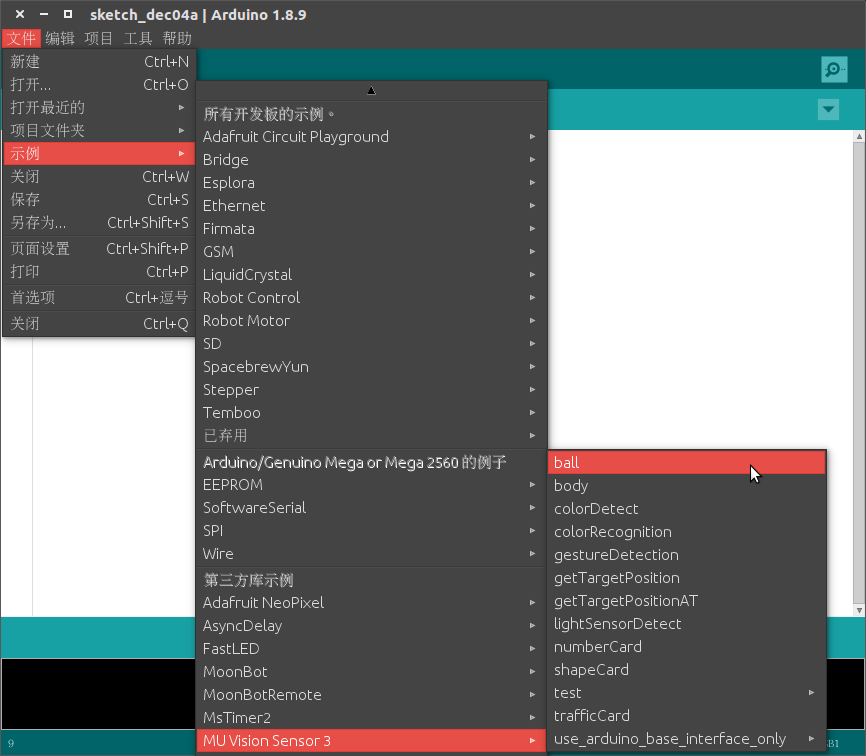 sketch_dec04a | Arduino 1.8.9
文件 编辑 项目 工具 帮助
新建 Ctrl+N
打开... Ctrl+O
打开最近的
项目文件夹
示例
关闭 Ctrl+W
保存 Ctrl+S
另存为... Ctrl+Shift+S
页面设置 Ctrl+Shift+P
打印 Ctrl+P
首选项 Ctrl+逗号
关闭 Ctrl+Q
所有开发板的示例。
Adafruit Circuit Playground
Bridge
Esplora
Ethernet
Firmata
GSM
LiquidCrystal
Robot Control
Robot Motor
SD
SpacebrewYun
Stepper
Temboo
已弃用
Arduino/Genuino Mega or Mega 2560 的例子
EEPROM
SoftwareSerial
SPI
Wire
第三方库示例
Adafruit NeoPixel
AsyncDelay
FastLED
MoonBot
MoonBotRemote
MsTimer2
MU Vision Sensor 3
ball
body
colorDetect
colorRecognition
gestureDetection
getTargetPosition
getTargetPositionAT
lightSensorDetect
numberCard
shapeCard
test
trafficCard
use_arduino_base_interface_only
9